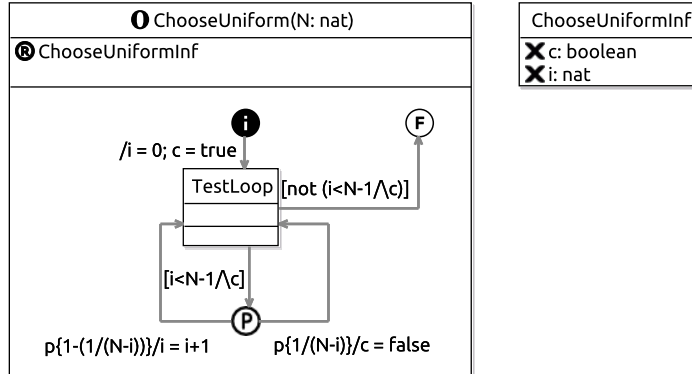 O ChooseUniform(N: nat)
R ChooseUniformInf
i
F
/i = 0; c = true
TestLoop
[not (i<N-1/\c)]
[i<N-1/\c]
P
p{1-(1/(N-i))}/i = i+1
p{1/(N-i)}/c = false
ChooseUniformInf
X c: boolean
X i: nat